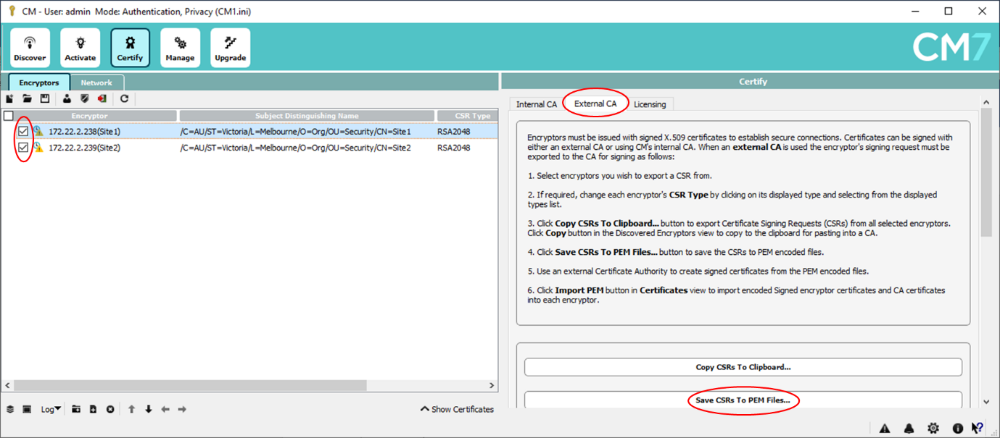 CM - User: admin  Mode: Authentication, Privacy (CM1.ini)
Discover
Activate
Certify
Manage
Upgrade
CM7
Encryptors
Network
Certify
Internal CA
External CA
Licensing
Encryptor
Subject Distinguishing Name
CSR Type
172.22.2.238(Site1) /C=AU/ST=Victoria/L=Melbourne/O=Org/OU=Security/CN=Site1 RSA2048
172.22.2.239(Site2) /C=AU/ST=Victoria/L=Melbourne/O=Org/OU=Security/CN=Site2 RSA2048
Encryptors must be issued with signed X.509 certificates to establish secure connections. Certificates can be signed with
either an external CA or using CM's internal CA. When an external CA is used the encryptor's signing request must be
exported to the CA for signing as follows:
1. Select encryptors you wish to export a CSR from.
2. If required, change each encryptor's CSR Type by clicking on its displayed type and selecting from the displayed
types list.
3. Click Copy CSRs To Clipboard... button to export Certificate Signing Requests (CSRs) from all selected encryptors.
Click Copy button in the Discovered Encryptors view to copy to the clipboard for pasting into a CA.
4. Click Save CSRs To PEM Files... button to save the CSRs to PEM encoded files.
5. Use an external Certificate Authority to create signed certificates from the PEM encoded files.
6. Click Import PEM button in Certificates view to import encoded Signed encryptor certificates and CA certificates
into each encryptor.
Copy CSRs To Clipboard...
Save CSRs To PEM Files...
Log
Show Certificates